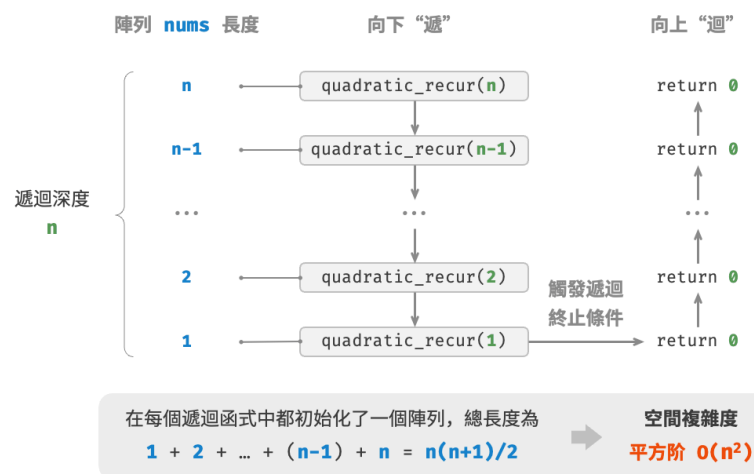 陣列 nums 長度 向下“遞” 向上“迴”
n quadratic_recur(n) return 0
n-1 quadratic_recur(n-1) return 0
遞迴深度
n
... ... ...
2 quadratic_recur(2) return 0
觸發遞迴
終止條件
1 quadratic_recur(1) return 0
在每個遞迴函式中都初始化了一個陣列，總長度為
1 + 2 + … + (n-1) + n = n(n+1)/2
空間複雜度
平方阶 O(n²)